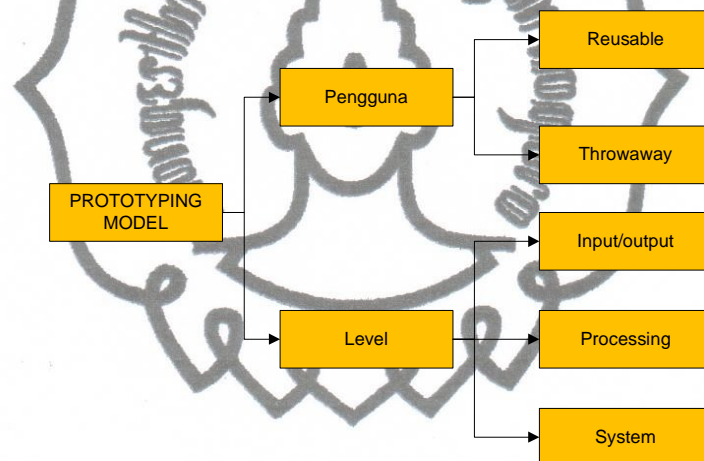 Reusable
Pengguna
Throwaway
PROTOTYPING
MODEL
Input/output
Level
Processing
System